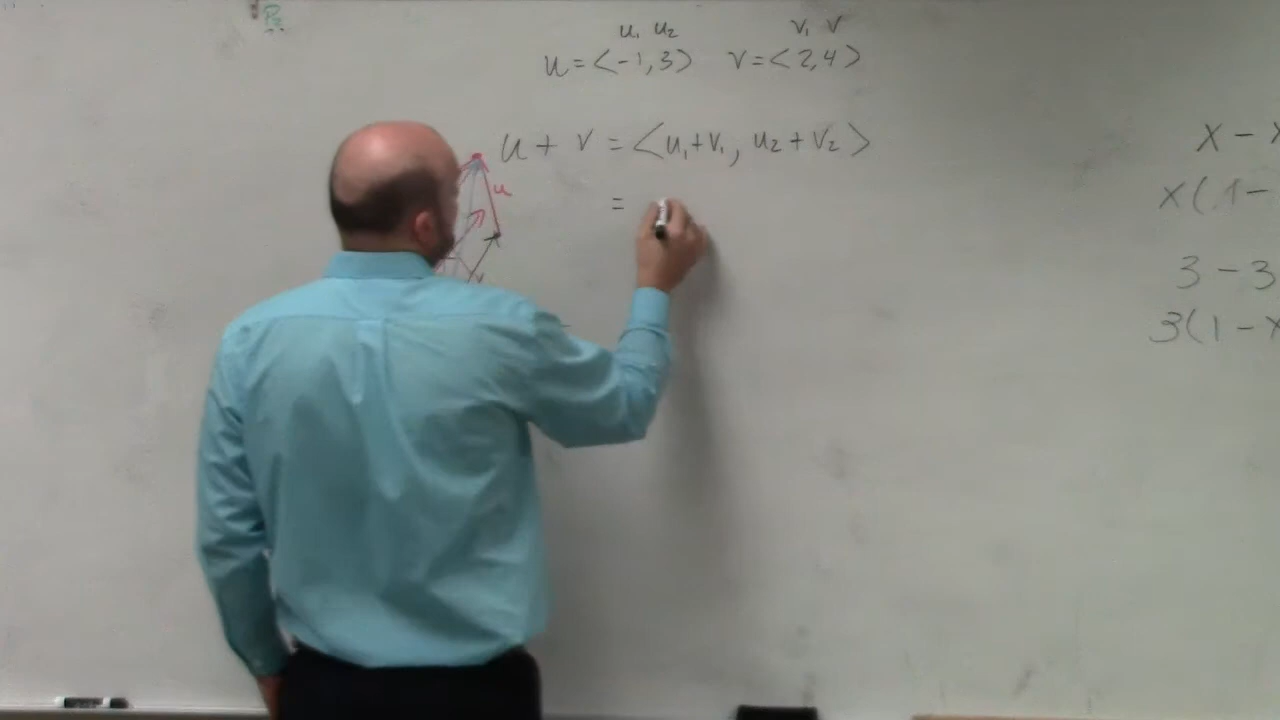 u₁ u₂ v₁ v
u = <-1, 3> v = <2, 4>
u + v = <u₁+v₁, u₂+v₂>
=
u
v
x - x
x(1 -
3 - 3
3(1 - x